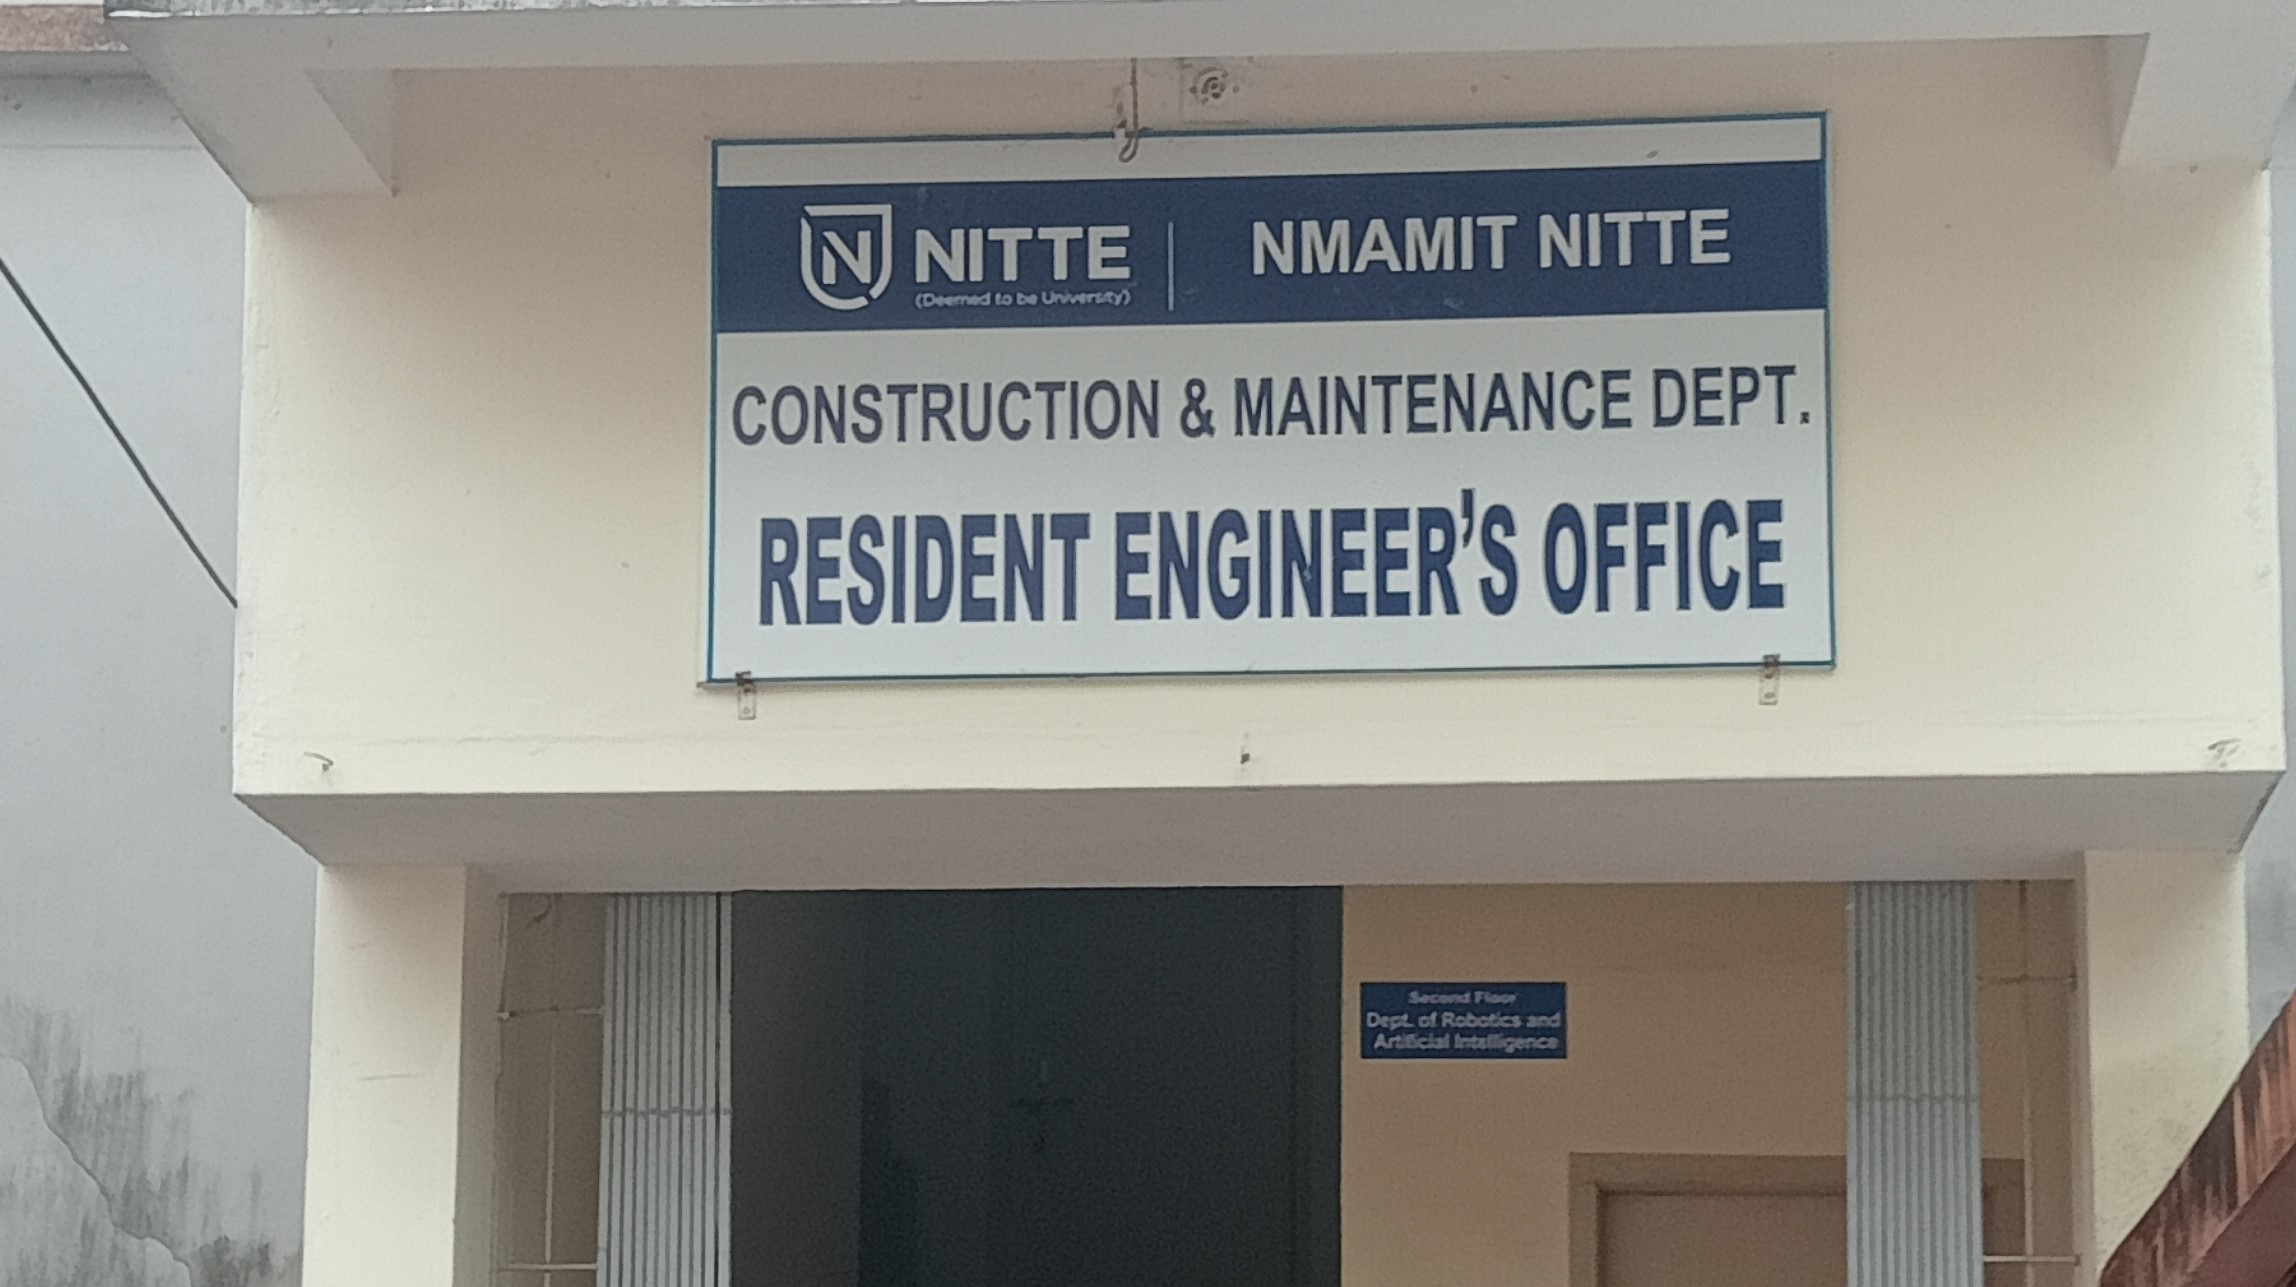 NITTE
(Deemed to be University)
NMAMIT NITTE
CONSTRUCTION & MAINTENANCE DEPT.
RESIDENT ENGINEER'S OFFICE
Second Floor
Dept. of Robotics and
Artificial Intelligence